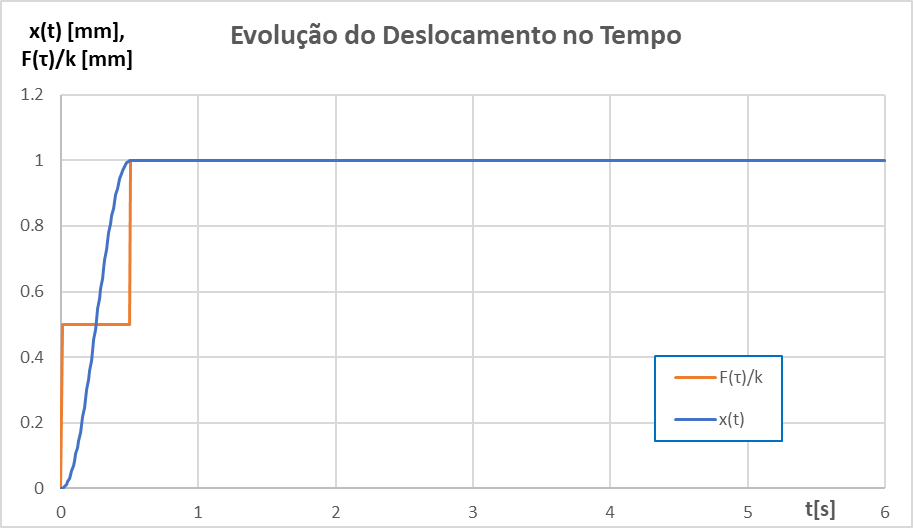 x(t) [mm],
F(τ)/k [mm]
Evolução do Deslocamento no Tempo
1.2
1
0.8
0.6
0.4
0.2
0
F(τ)/k
x(t)
0 1 2 3 4 5 6
t[s]